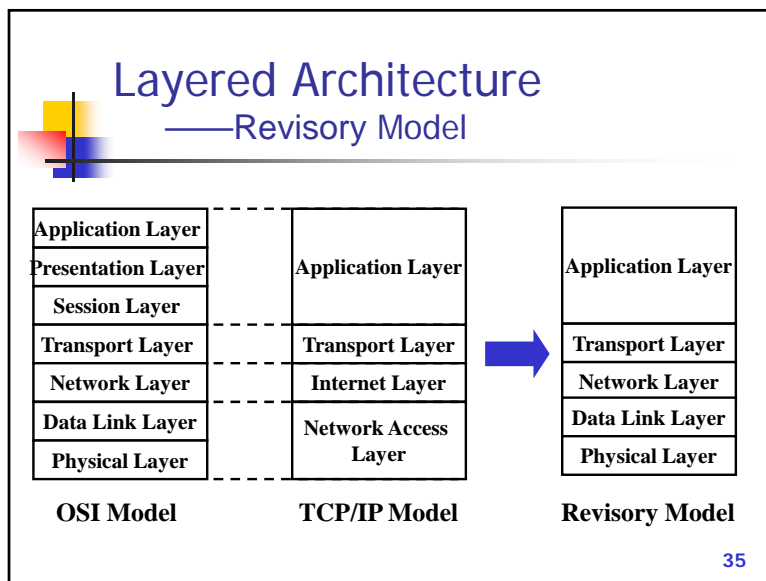 Layered Architecture
——Revisory Model
Application Layer
Presentation Layer
Session Layer
Transport Layer
Network Layer
Data Link Layer
Physical Layer
OSI Model
Application Layer
Transport Layer
Internet Layer
Network Access
Layer
TCP/IP Model
Application Layer
Transport Layer
Network Layer
Data Link Layer
Physical Layer
Revisory Model
35